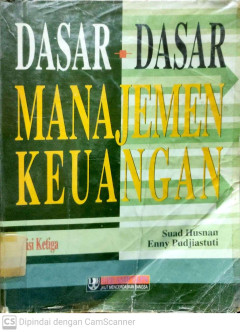 DASAR - DASAR
MANAJEMEN
KEUANGAN
isi Ketiga
Suad Husnan
Enny Pudjiastuti
CS Dipindai dengan CamScanner